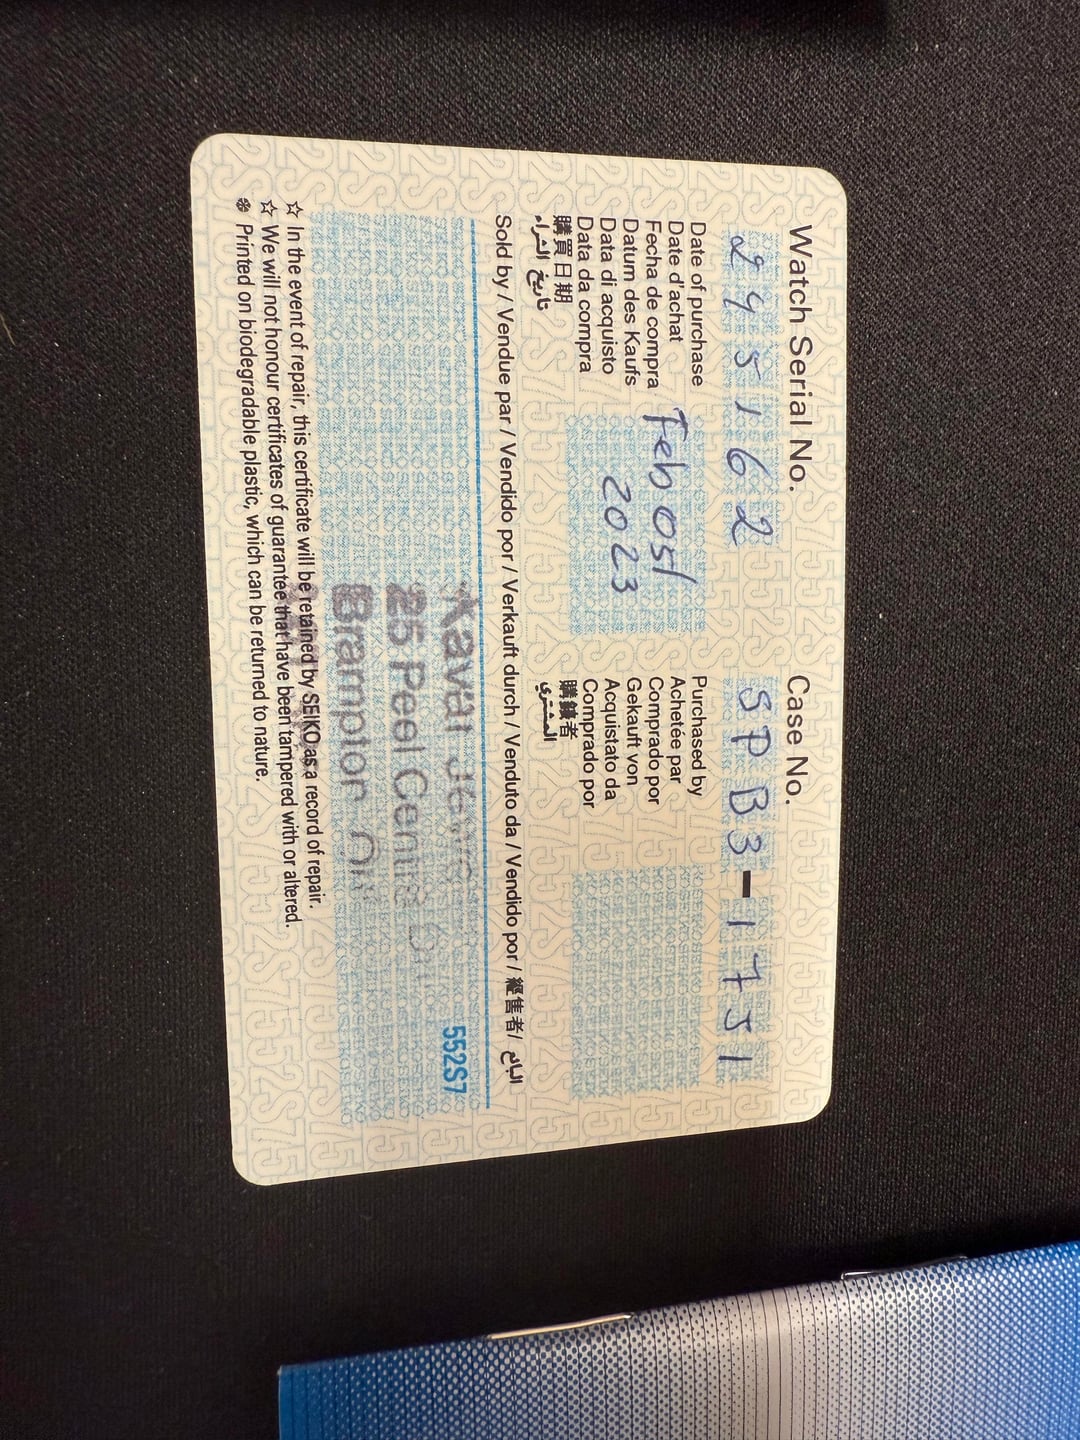 Watch Serial No.
245162
Case No.
SPB3-1751
Date of purchase
Date d'achat
Fecha de compra
Datum des Kaufs
Data di acquisto
Data da compra
購買日期
تاريخ الشراء
Feb 05/
2023
Purchased by
Achetée par
Comprado por
Gekauft von
Acquistato da
Comprado por
購錶者
المشتري
Sold by / Vendue par / Vendido por / Verkauft durch / Venduto da / Vendido por / 經售者 / البائع
552S7
25 Peel Centre
Brampton
☆ In the event of repair, this certificate will be retained by SEIKO as a record of repair.
☆ We will not honour certificates of guarantee that have been tampered with or altered.
❆ Printed on biodegradable plastic, which can be returned to nature.